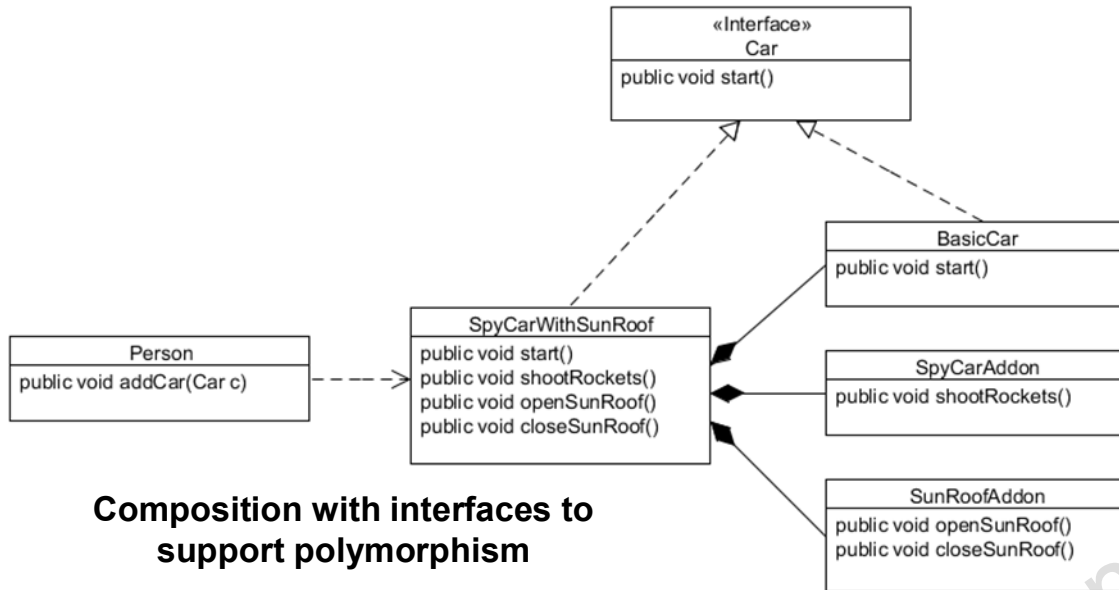 «Interface»
Car
public void start()
BasicCar
public void start()
SpyCarWithSunRoof
public void start()
public void shootRockets()
public void openSunRoof()
public void closeSunRoof()
Person
public void addCar(Car c)
SpyCarAddon
public void shootRockets()
SunRoofAddon
public void openSunRoof()
public void closeSunRoof()
Composition with interfaces to
support polymorphism